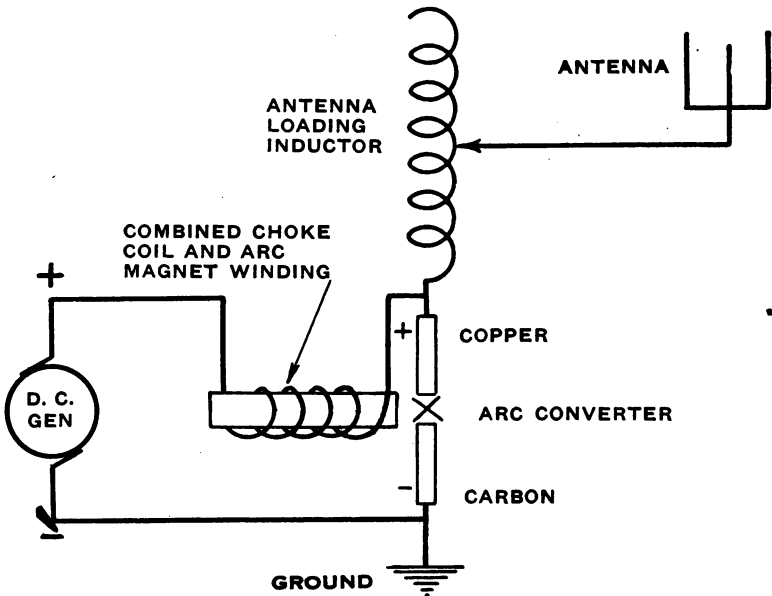 ANTENNA
ANTENNA
LOADING
INDUCTOR
COMBINED CHOKE
COIL AND ARC
MAGNET WINDING
+
+
COPPER
D. C.
GEN
ARC CONVERTER
-
CARBON
-
GROUND